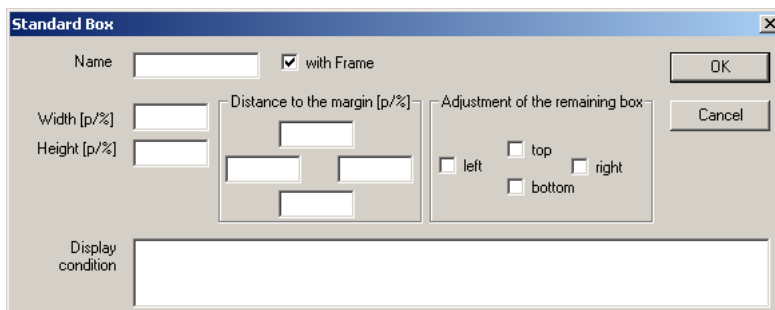 Standard Box
Name
with Frame
OK
Width [p/%]
Height [p/%]
Distance to the margin [p/%]
Adjustment of the remaining box
left
top
right
bottom
Cancel
Display
condition